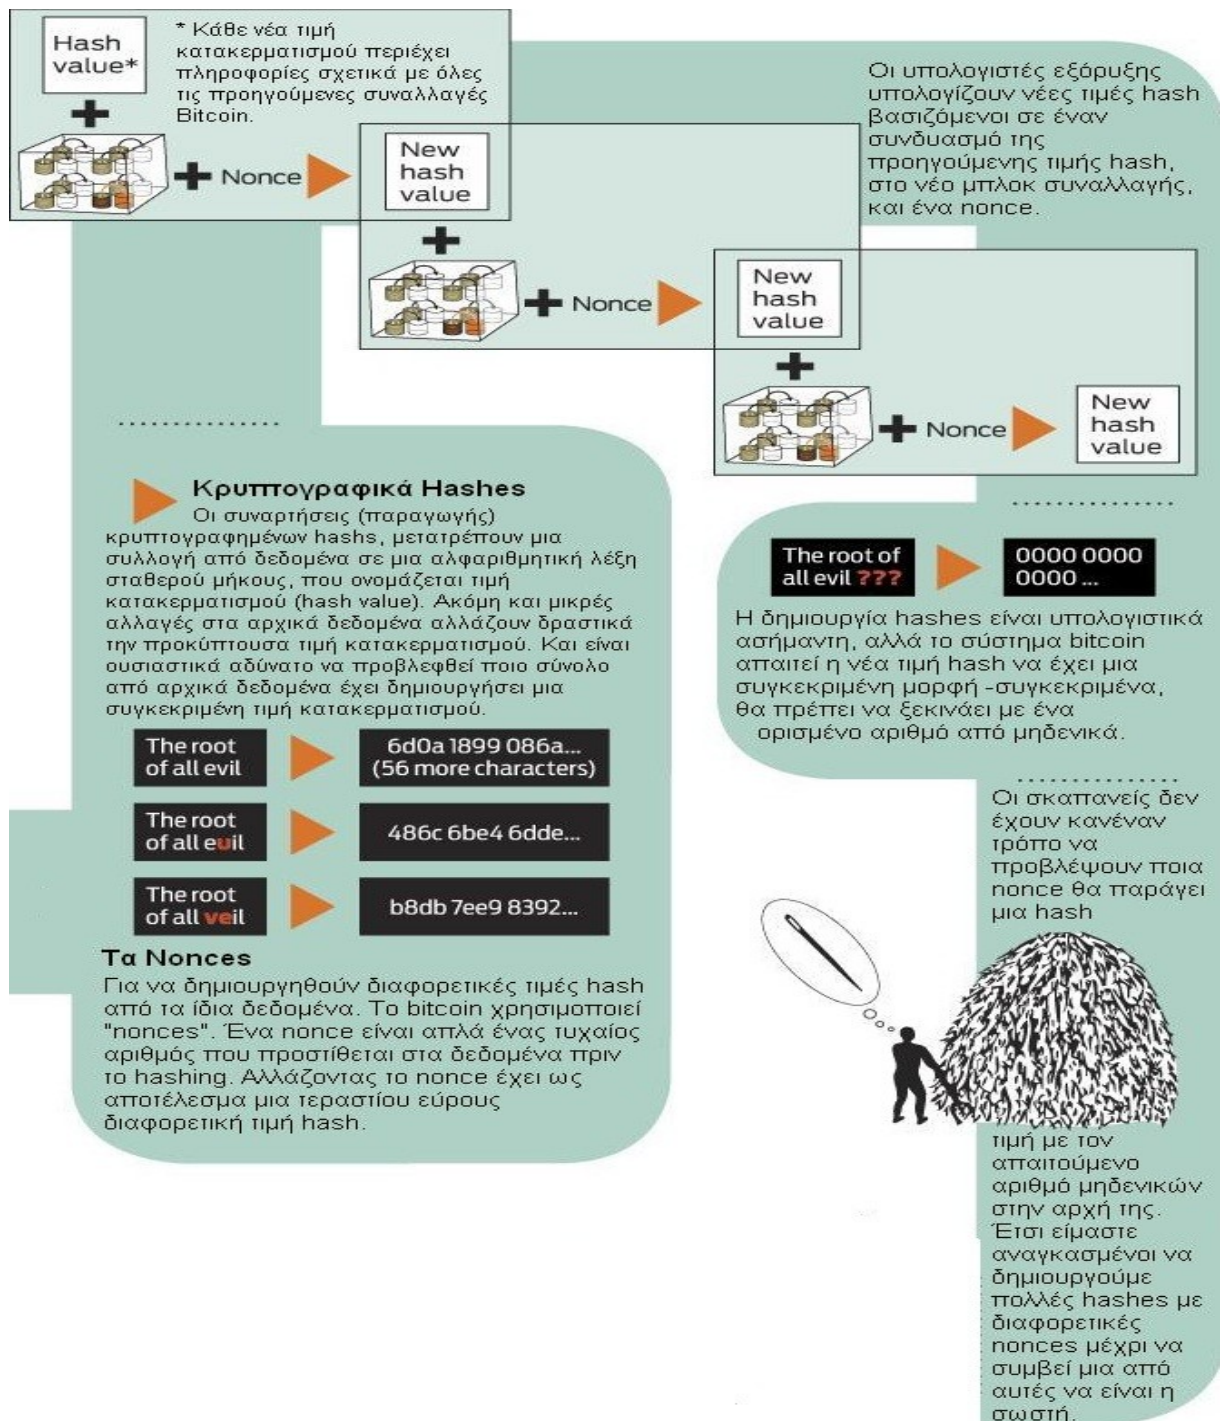 Hash
value*
* Κάθε νέα τιμή
κατακερματισμού περιέχει
πληροφορίες σχετικά με όλες
τις προηγούμενες συναλλαγές
Bitcoin.
Nonce
New
hash
value
Οι υπολογιστές εξόρυξης
υπολογίζουν νέες τιμές hash
βασιζόμενοι σε έναν
συνδυασμό της
προηγούμενης τιμής hash,
στο νέο μπλοκ συναλλαγής,
και ένα nonce.
Nonce
New
hash
value
Nonce
New
hash
value
Κρυπτογραφικά Hashes
Οι συναρτήσεις (παραγωγής)
κρυπτογραφημένων hashs, μετατρέπουν μια
συλλογή από δεδομένα σε μια αλφαριθμητική λέξη
σταθερού μήκους, που ονομάζεται τιμή
κατακερματισμού (hash value). Ακόμη και μικρές
αλλαγές στα αρχικά δεδομένα αλλάζουν δραστικά
την προκύπτουσα τιμή κατακερματισμού. Και είναι
ουσιαστικά αδύνατο να προβλεφθεί ποιο σύνολο
από αρχικά δεδομένα έχει δημιουργήσει μια
συγκεκριμένη τιμή κατακερματισμού.
The root
of all evil
6d0a 1899 086a...
(56 more characters)
The root
of all euil
486c 6be4 6dde...
The root
of all veil
b8db 7ee9 8392...
Τα Nonces
Για να δημιουργηθούν διαφορετικές τιμές hash
από τα ίδια δεδομένα. Το bitcoin χρησιμοποιεί
"nonces". Ένα nonce είναι απλά ένας τυχαίος
αριθμός που προστίθεται στα δεδομένα πριν
το hashing. Αλλάζοντας το nonce έχει ως
αποτέλεσμα μια τεραστίου εύρους
διαφορετική τιμή hash.
The root of
all evil ???
0000 0000
0000 ...
Η δημιουργία hashes είναι υπολογιστικά
ασήμαντη, αλλά το σύστημα bitcoin
απαιτεί η νέα τιμή hash να έχει μια
συγκεκριμένη μορφή -συγκεκριμένα,
θα πρέπει να ξεκινάει με ένα
ορισμένο αριθμό από μηδενικά.
Οι σκαπανείς δεν
έχουν κανέναν
τρόπο να
προβλέψουν ποια
nonce θα παράγει
μια hash
τιμή με τον
απαιτούμενο
αριθμό μηδενικών
στην αρχή της.
Έτσι είμαστε
αναγκασμένοι να
δημιουργούμε
πολλές hashes με
διαφορετικές
nonces μέχρι να
συμβεί μια από
αυτές να είναι η
σωστή.